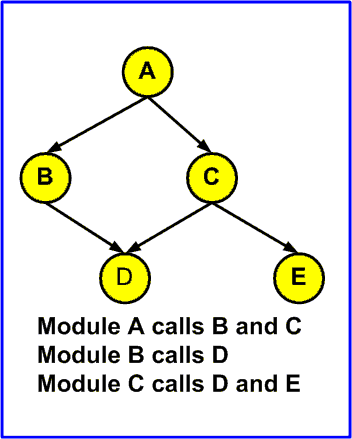 A
B
C
D
E
Module A calls B and C
Module B calls D
Module C calls D and E